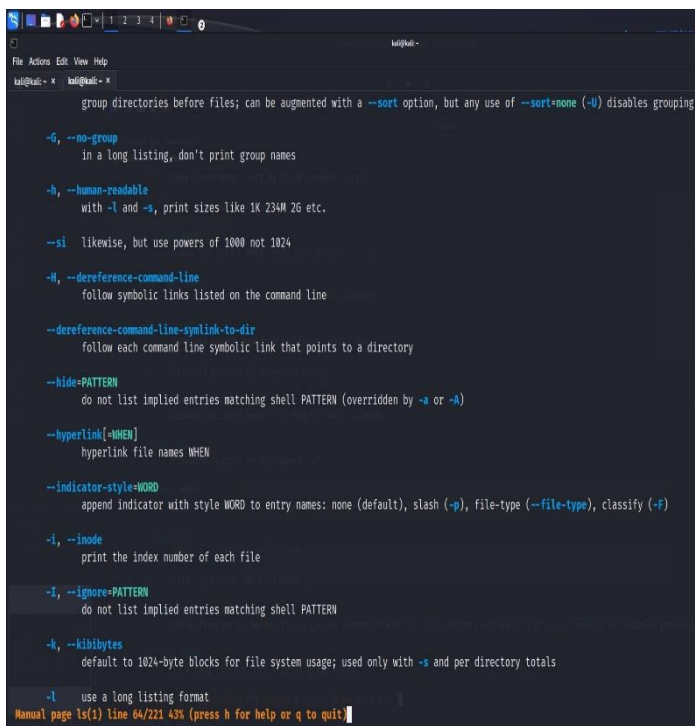 1 2 3 4
2
kali@kali: ~
File Actions Edit View Help
kali@kali: ~ × kali@kali: ~ ×
group directories before files; can be augmented with a --sort option, but any use of --sort=none (-U) disables grouping
-G, --no-group
in a long listing, don't print group names
-h, --human-readable
with -l and -s, print sizes like 1K 234M 2G etc.
--si likewise, but use powers of 1000 not 1024
-H, --dereference-command-line
follow symbolic links listed on the command line
--dereference-command-line-symlink-to-dir
follow each command line symbolic link that points to a directory
--hide=PATTERN
do not list implied entries matching shell PATTERN (overridden by -a or -A)
--hyperlink[=WHEN]
hyperlink file names WHEN
--indicator-style=WORD
append indicator with style WORD to entry names: none (default), slash (-p), file-type (--file-type), classify (-F)
-i, --inode
print the index number of each file
-I, --ignore=PATTERN
do not list implied entries matching shell PATTERN
-k, --kibibytes
default to 1024-byte blocks for file system usage; used only with -s and per directory totals
-l use a long listing format
Manual page ls(1) line 64/221 43% (press h for help or q to quit)